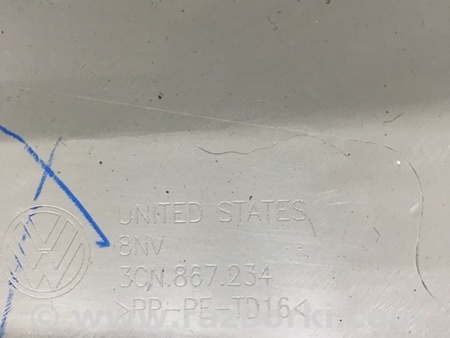 UNITED STATES
8NV
3CN.867.234
>PP-PE-TD16<